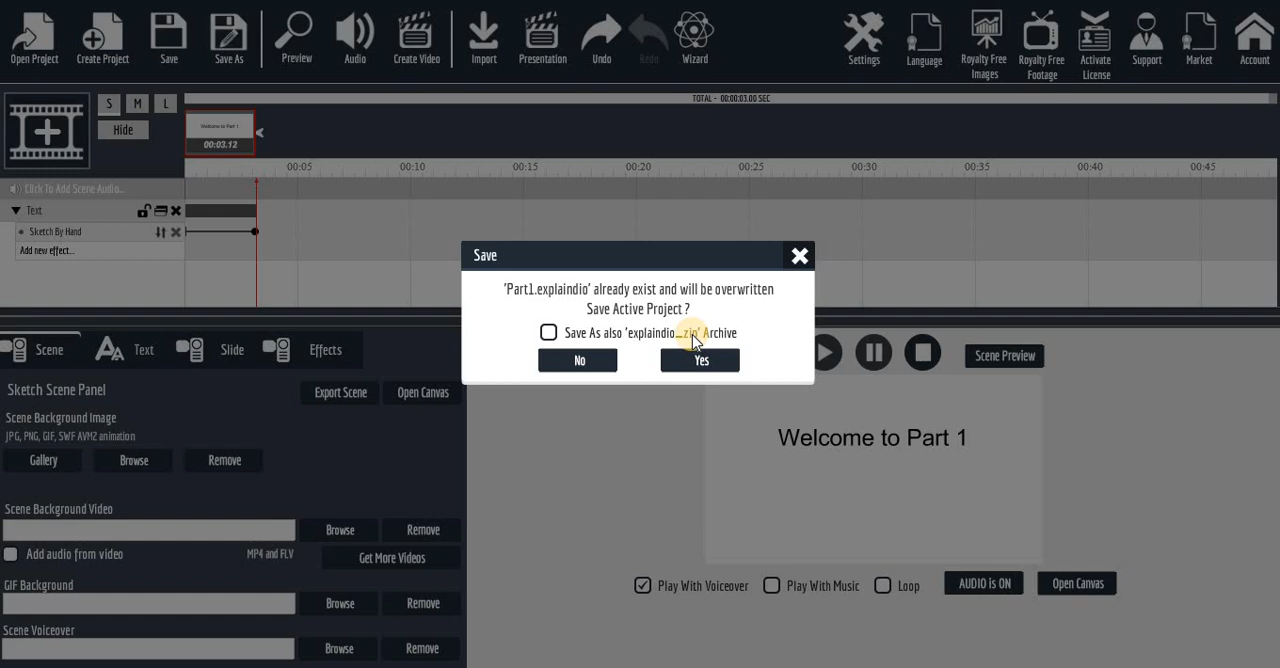 Open Project
Create Project
Save
Save As
Preview
Audio
Create Video
Import
Presentation
Undo
Redo
Wizard
Settings
Language
Royalty Free
Images
Royalty Free
Footage
Activate
License
Support
Market
Account
S M L
Hide
TOTAL - 00:00:03.00 SEC
Welcome to Part 1
00:03.12
00:05 00:10 00:15 00:20 00:25 00:30 00:35 00:40 00:45
Click To Add Scene Audio...
Text
Sketch By Hand
Add new effect...
Save
'Part1.explaindio' already exist and will be overwritten
Save Active Project ?
Save As also 'explaindio...zip' Archive
No Yes
Scene Text Slide Effects
Scene Preview
Sketch Scene Panel
Export Scene Open Canvas
Scene Background Image
JPG, PNG, GIF, SWF AVM2 animation
Gallery Browse Remove
Scene Background Video
Browse Remove
Add audio from video MP4 and FLV Get More Videos
GIF Background
Browse Remove
Scene Voiceover
Browse Remove
Welcome to Part 1
Play With Voiceover Play With Music Loop AUDIO is ON Open Canvas